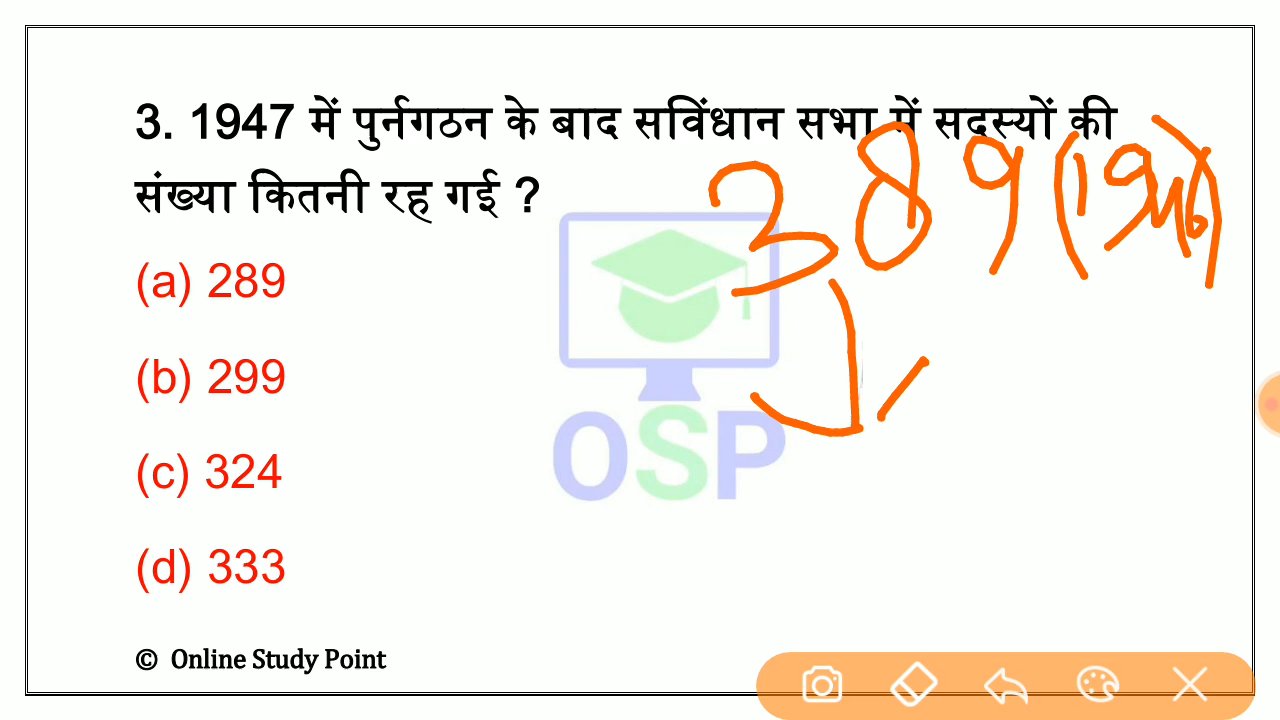 3. 1947 में पुर्नगठन के बाद सविंधान सभा में सदस्यों की
संख्या कितनी रह गई ?
389 (1946)
(a) 289
(b) 299
(c) 324
(d) 333
OSP
© Online Study Point